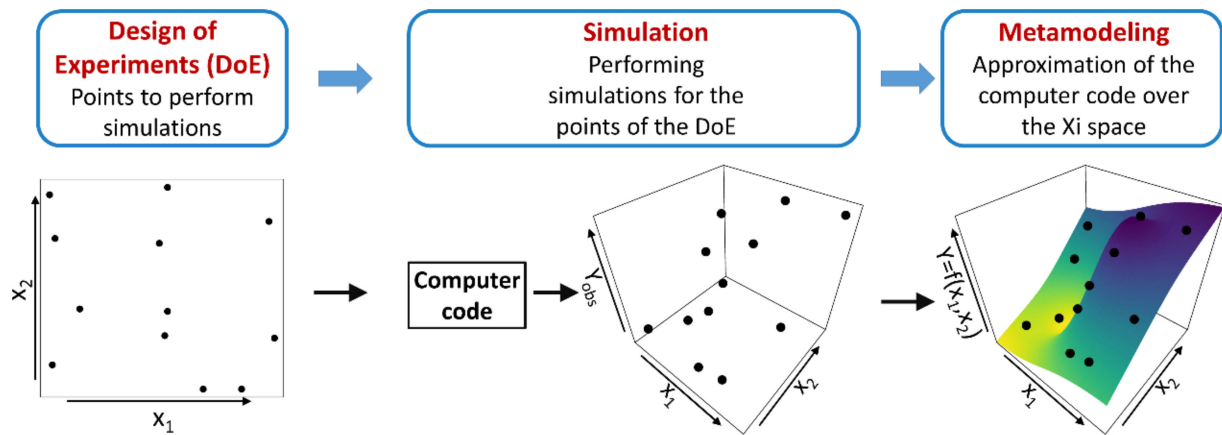 Design of
Experiments (DoE)
Points to perform
simulations
Simulation
Performing
simulations for the
points of the DoE
Metamodeling
Approximation of the
computer code over
the Xi space
X2
X1
Computer
code
Yobs
X1
X2
Y=f(x1,x2)
X1
X2